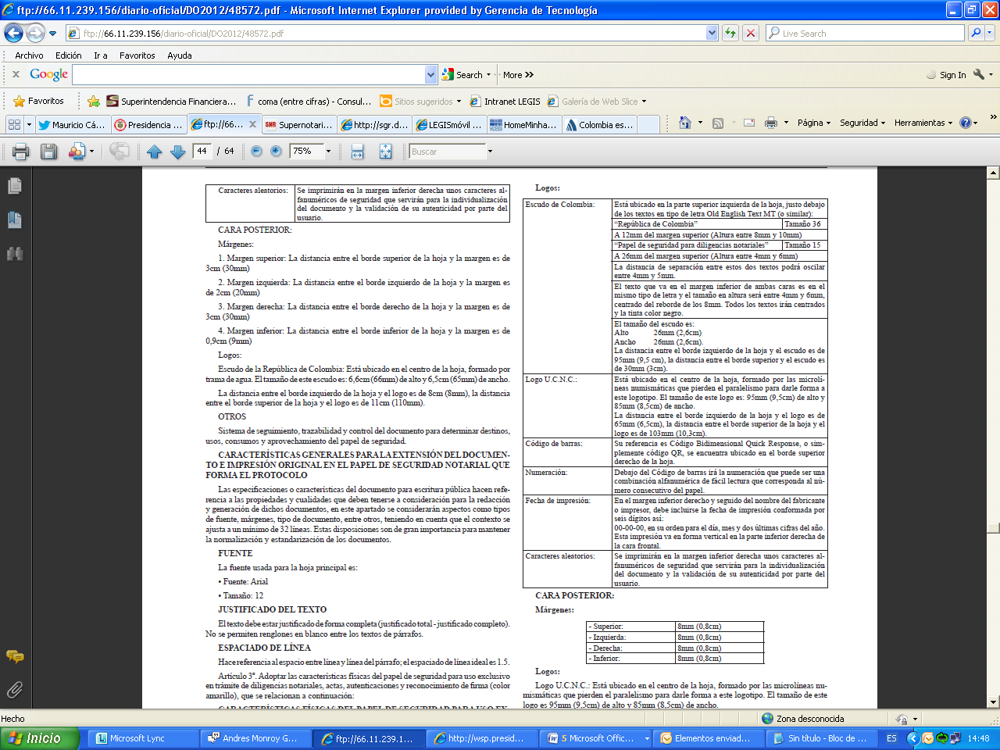 ftp://66.11.239.156/diario-oficial/DO2012/48572.pdf - Microsoft Internet Explorer provided by Gerencia de Tecnología
ftp://66.11.239.156/diario-oficial/DO2012/48572.pdf
Live Search
Archivo Edición Ir a Favoritos Ayuda
Google Search More >> Sign In
Favoritos Superintendencia Financiera... coma (entre cifras) - Consul... Sitios sugeridos Intranet LEGIS Galería de Web Slice
Mauricio Cá... Presidencia ... ftp://66... Supernotari... http://sgr.d... LEGISmóvil ... HomeMinha... Colombia es... Página Seguridad Herramientas
44 / 64 75% Buscar
Caracteres aleatorios: Se imprimirán en la margen inferior derecha unos caracteres al-
fanuméricos de seguridad que servirán para la individualización
del documento y la validación de su autenticidad por parte del
usuario.
CARA POSTERIOR:
Márgenes:
1. Margen superior: La distancia entre el borde superior de la hoja y la margen es de
3cm (30mm)
2. Margen izquierda: La distancia entre el borde izquierdo de la hoja y la margen es
de 2cm (20mm)
3. Margen derecha: La distancia entre el borde derecho de la hoja y la margen es de
3cm (30mm)
4. Margen inferior: La distancia entre el borde inferior de la hoja y la margen es de
0,9cm (9mm)
Logos:
Escudo de la República de Colombia: Está ubicado en el centro de la hoja, formado por
trama de agua. El tamaño de este escudo es: 6,6cm (66mm) de alto y 6,5cm (65mm) de ancho.
La distancia entre el borde izquierdo de la hoja y el logo es de 8cm (8mm), la distancia
entre el borde superior de la hoja y el logo es de 11cm (110mm).
OTROS
Sistema de seguimiento, trazabilidad y control del documento para determinar destinos,
usos, consumos y aprovechamiento del papel de seguridad.
CARACTERÍSTICAS GENERALES PARA LA EXTENSIÓN DEL DOCUMEN-
TO E IMPRESIÓN ORIGINAL EN EL PAPEL DE SEGURIDAD NOTARIAL QUE
FORMA EL PROTOCOLO
Las especificaciones o características del documento para escritura pública hacen refe-
rencia a las propiedades y cualidades que deben tenerse a consideración para la redacción
y generación de dichos documentos, en este apartado se considerarán aspectos como tipos
de fuente, márgenes, tipo de documento, entre otros, teniendo en cuenta que el contexto se
ajusta a un mínimo de 32 líneas. Estas disposiciones son de gran importancia para mantener
la normalización y estandarización de los documentos.
FUENTE
La fuente usada para la hoja principal es:
• Fuente: Arial
• Tamaño: 12
JUSTIFICADO DEL TEXTO
El texto debe estar justificado de forma completa (justificado total - justificado completo).
No se permiten renglones en blanco entre los textos de párrafos.
ESPACIADO DE LÍNEA
Hace referencia al espacio entre línea y línea del párrafo; el espaciado de línea ideal es 1.5.
Artículo 3°. Adoptar las características físicas del papel de seguridad para uso exclusivo
en trámite de diligencias notariales, actas, autenticaciones y reconocimiento de firma (color
amarillo), que se relacionan a continuación:
CARACTERÍSTICAS FÍSICAS DEL PAPEL DE SEGURIDAD PARA USO EX-
Logos:
Escudo de Colombia: Está ubicado en la parte superior izquierda de la hoja, justo debajo
de los textos en tipo de letra Old English Text MT (o similar):
“República de Colombia” Tamaño 36
A 12mm del margen superior (Altura entre 8mm y 10mm)
“Papel de seguridad para diligencias notariales” Tamaño 15
A 26mm del margen superior (Altura entre 4mm y 6mm)
La distancia de separación entre estos dos textos podrá oscilar
entre 4mm y 5mm.
El texto que va en el margen inferior de ambas caras es en el
mismo tipo de letra y el tamaño en altura será entre 4mm y 6mm,
centrado del reborde de los 8mm. Todos los textos irán centrados
y la tinta color negro.
El tamaño del escudo es:
Alto 26mm (2,6cm)
Ancho 26mm (2,6cm).
La distancia entre el borde izquierdo de la hoja y el escudo es de
95mm (9,5 cm), la distancia entre el borde superior y el escudo es
de 30mm (3cm).
Logo U.C.N.C.: Está ubicado en el centro de la hoja, formado por las microlí-
neas numismáticas que pierden el paralelismo para darle forma a
este logotipo. El tamaño de este logo es: 95mm (9,5cm) de alto y
85mm (8,5cm) de ancho.
La distancia entre el borde izquierdo de la hoja y el logo es de
65mm (6,5cm), la distancia entre el borde superior de la hoja y el
logo es de 103mm (10,3cm).
Código de barras: Su referencia es Código Bidimensional Quick Response, o sim-
plemente código QR, se encuentra ubicado en el borde superior
derecho de la hoja.
Numeración: Debajo del Código de barras irá la numeración que puede ser una
combinación alfanumérica de fácil lectura que corresponda al nú-
mero consecutivo del papel.
Fecha de impresión: En el margen inferior derecho y seguido del nombre del fabricante
o impresor, debe incluirse la fecha de impresión conformada por
seis dígitos así:
00-00-00, en su orden para el día, mes y dos últimas cifras del año.
Esta impresión va en forma vertical en la parte inferior derecha de
la cara frontal.
Caracteres aleatorios: Se imprimirán en la margen inferior derecha unos caracteres al-
fanuméricos de seguridad que servirán para la individualización
del documento y la validación de su autenticidad por parte del
usuario.
CARA POSTERIOR:
Márgenes:
- Superior: 8mm (0,8cm)
- Izquierda: 8mm (0,8cm)
- Derecha: 8mm (0,8cm)
- Inferior: 8mm (0,8cm)
Logos:
Logo U.C.N.C.: Está ubicado en el centro de la hoja, formado por las microlíneas nu-
mismáticas que pierden el paralelismo para darle forma a este logotipo. El tamaño de este
logo es 95mm (9,5cm) de alto y 85mm (8,5cm) de ancho.
Hecho Zona desconocida
Inicio Microsoft Lync Andres Monroy G... ftp://66.11.239.1... http://wsp.presid... 5 Microsoft Offic... Elementos enviad... Sin título - Bloc de ... ES 14:48